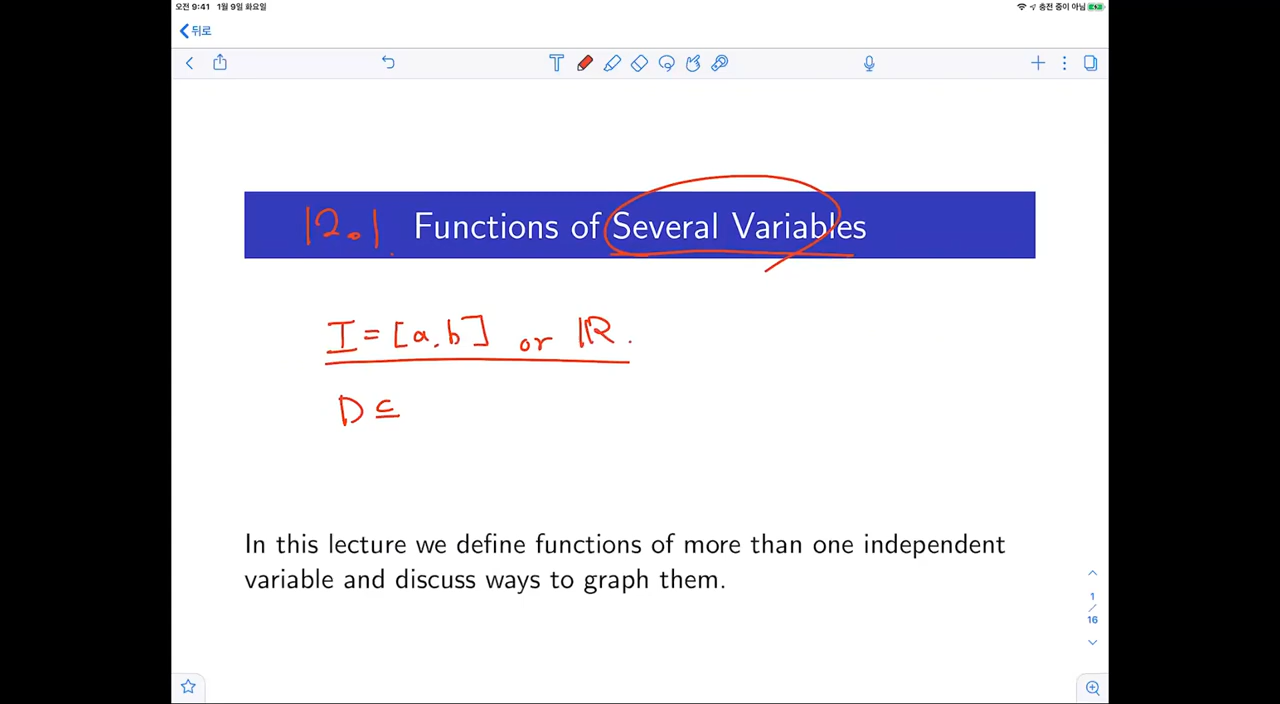 오전 9:41 1월 9일 화요일 충전 중이 아님
뒤로
12.1. Functions of Several Variables
I = [a, b] or ℝ.
D ⊆
In this lecture we define functions of more than one independent
variable and discuss ways to graph them.
1
/
16